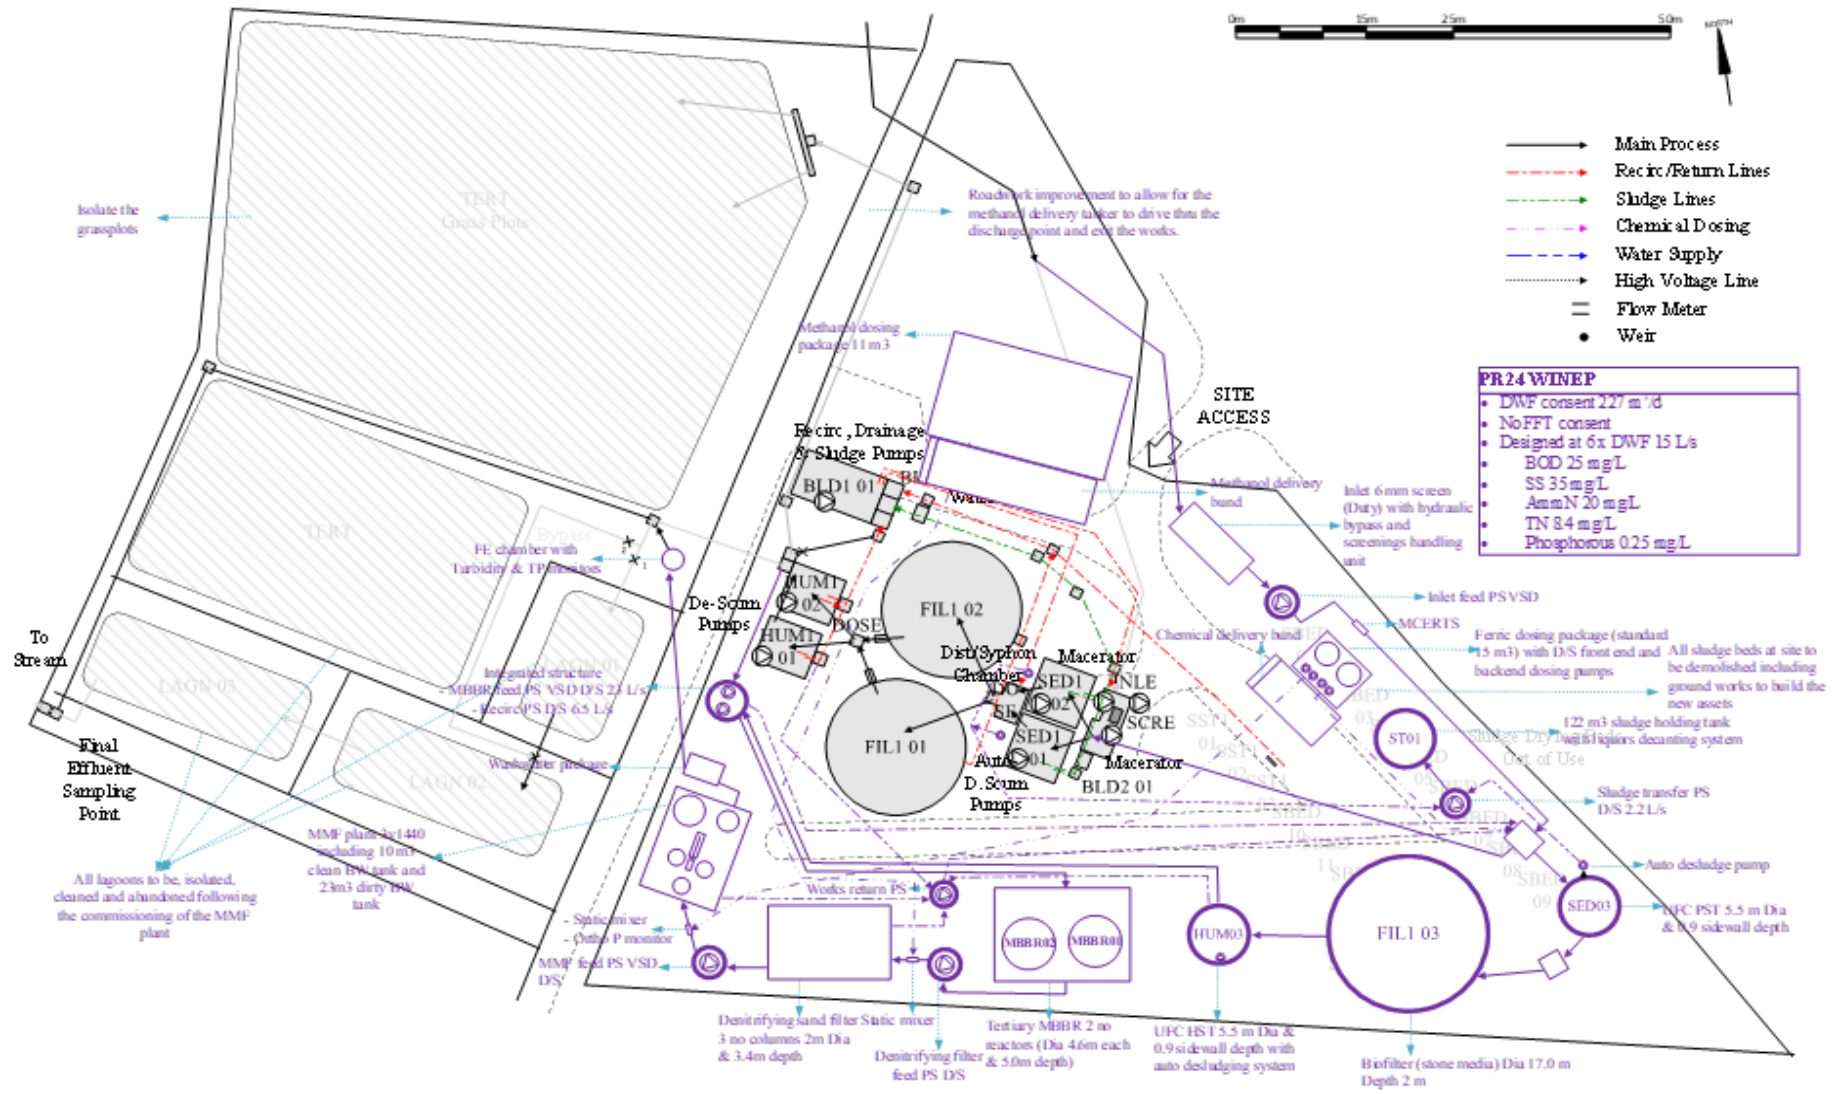 0m 15m 25m 50m
NORTH
Main Process
Recirc/Return Lines
Sludge Lines
Chemical Dosing
Water Supply
High Voltage Line
Flow Meter
Weir
PR24 WINEP
DWF consent 227 m³/d
No FFT consent
Designed at 6x DWF 15 L/s
BOD 25 mg/L
SS 35 mg/L
AmmN 20 mg/L
TN 8.4 mg/L
Phosphorous 0.25 mg/L
TERT
Grass Plots
Isolate the
grassplots
Roadwork improvement to allow for the
methanol delivery tanker to drive thru the
discharge point and exit the works.
Methanol dosing
package 11 m3
SITE
ACCESS
Recirc, Drainage
& Sludge Pumps
BLD1 01
Methanol delivery
bund
Inlet 6mm screen
(Duty) with hydraulic
bypass and
screenings handling
unit
TERT
Bypass
FE chamber with
Turbidity & TP monitors
De-Scum
Pumps
HUM1
02
HUM1
01
DOSE
FIL1 02
Dist/Syphon
Chamber
Macerator
Inlet feed PS VSD
MCERTS
Chemical delivery bund
Ferric dosing package (standard
15 m3) with D/S front end and
backend dosing pumps
All sludge beds at site to
be demolished including
ground works to build the
new assets
To
Stream
LAGN 03
LAGN 01
Integrated structure
- MBBR feed PS VSD D/S 23 L/s
- Recirc PS D/S 6.5 L/s
SED1
02
INLE
SCRE
SED1
01
FIL1 01
SST1
01
SST1
02
ST01
122 m3 sludge holding tank
with liquors decanting system
Sludge Drying Beds
Out of Use
Final
Effluent
Sampling
Point
Washwater package
LAGN 02
Auto
D.Scum
Pumps
Macerator
BLD2 01
Sludge transfer PS
D/S 2.2 L/s
MMF plant 3v1440
including 10 m3
clean BW tank and
23m3 dirty BW
tank
All lagoons to be, isolated,
cleaned and abandoned following
the commissioning of the MMF
plant
Works return PS
Auto desludge pump
- Static mixer
- Ortho P monitor
MMF feed PS VSD
D/S
MBBR02
MBBR01
HUM03
FIL1 03
SED03
UFC PST 5.5 m Dia
& 0.9 sidewall depth
Denitrifying sand filter
3 no columns 2m Dia
& 3.4m depth
Static mixer
Denitrifying filter
feed PS D/S
Tertiary MBBR 2 no
reactors (Dia 4.6m each
& 5.0m depth)
UFC HST 5.5 m Dia &
0.9 sidewall depth with
auto desludging system
Biofilter (stone media) Dia 17.0 m
Depth 2 m